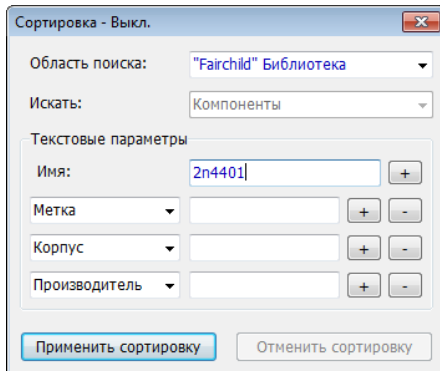 Сортировка - Выкл.
Область поиска: "Fairchild" Библиотека
Искать: Компоненты
Текстовые параметры
Имя: 2n4401 +
Метка + -
Корпус + -
Производитель + -
Применить сортировку Отменить сортировку